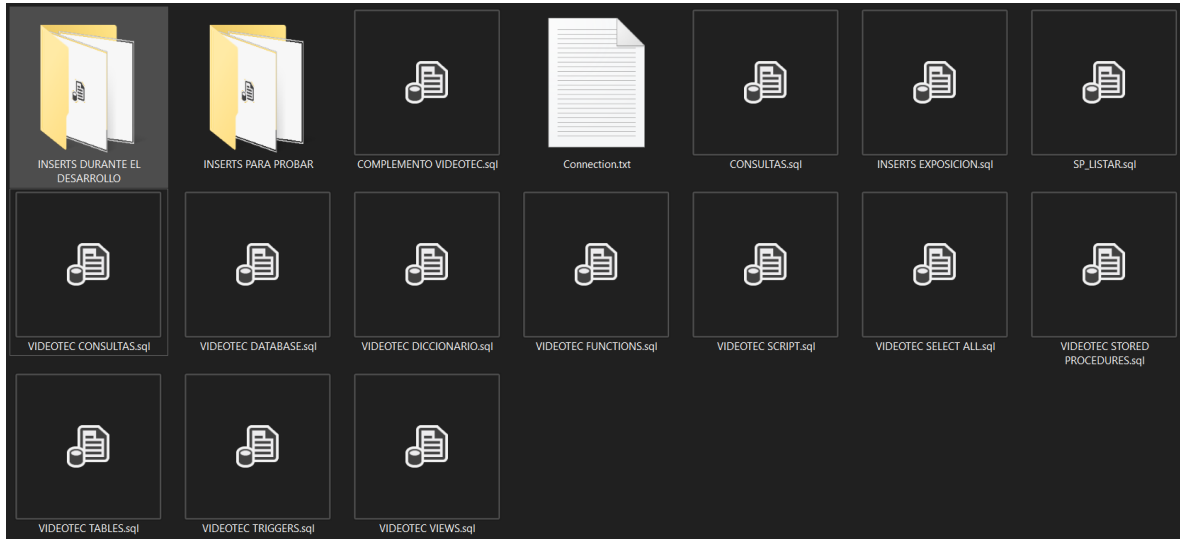 INSERTS DURANTE EL
DESARROLLO
INSERTS PARA PROBAR
COMPLEMENTO VIDEOTEC.sql
Connection.txt
CONSULTAS.sql
INSERTS EXPOSICION.sql
SP_LISTAR.sql
VIDEOTEC CONSULTAS.sql
VIDEOTEC DATABASE.sql
VIDEOTEC DICCIONARIO.sql
VIDEOTEC FUNCTIONS.sql
VIDEOTEC SCRIPT.sql
VIDEOTEC SELECT ALL.sql
VIDEOTEC STORED
PROCEDURES.sql
VIDEOTEC TABLES.sql
VIDEOTEC TRIGGERS.sql
VIDEOTEC VIEWS.sql